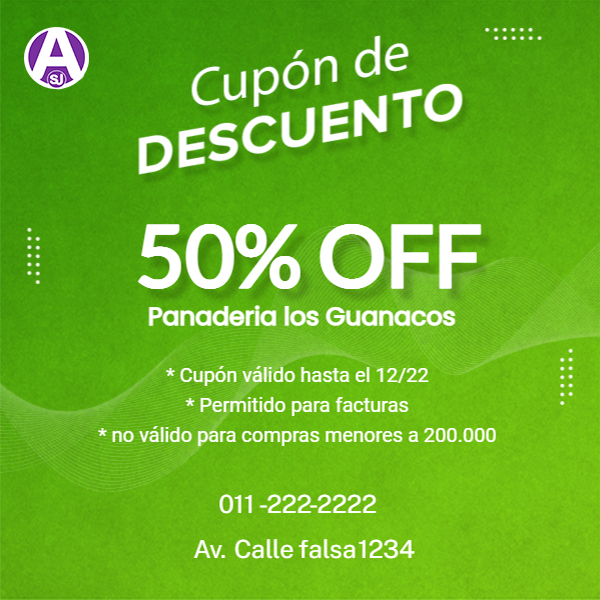 A
SJ
Cupón de
DESCUENTO
50% OFF
Panaderia los Guanacos
* Cupón válido hasta el 12/22
* Permitido para facturas
* no válido para compras menores a 200.000
011 -222-2222
Av. Calle falsa1234